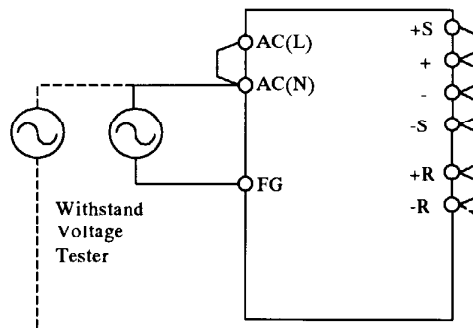 AC(L)
AC(N)
FG
+S
+
-
-S
+R
-R
Withstand
Voltage
Tester